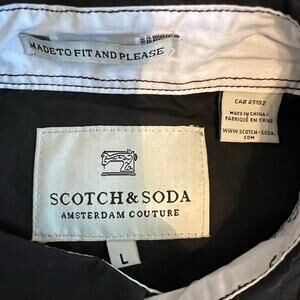 MADE TO FIT AND PLEASE
CA# 45102
MADE IN CHINA/
FABRIQUÉ EN CHINE
WWW.SCOTCH-SODA.
COM
SCOTCH & SODA
AMSTERDAM COUTURE
L